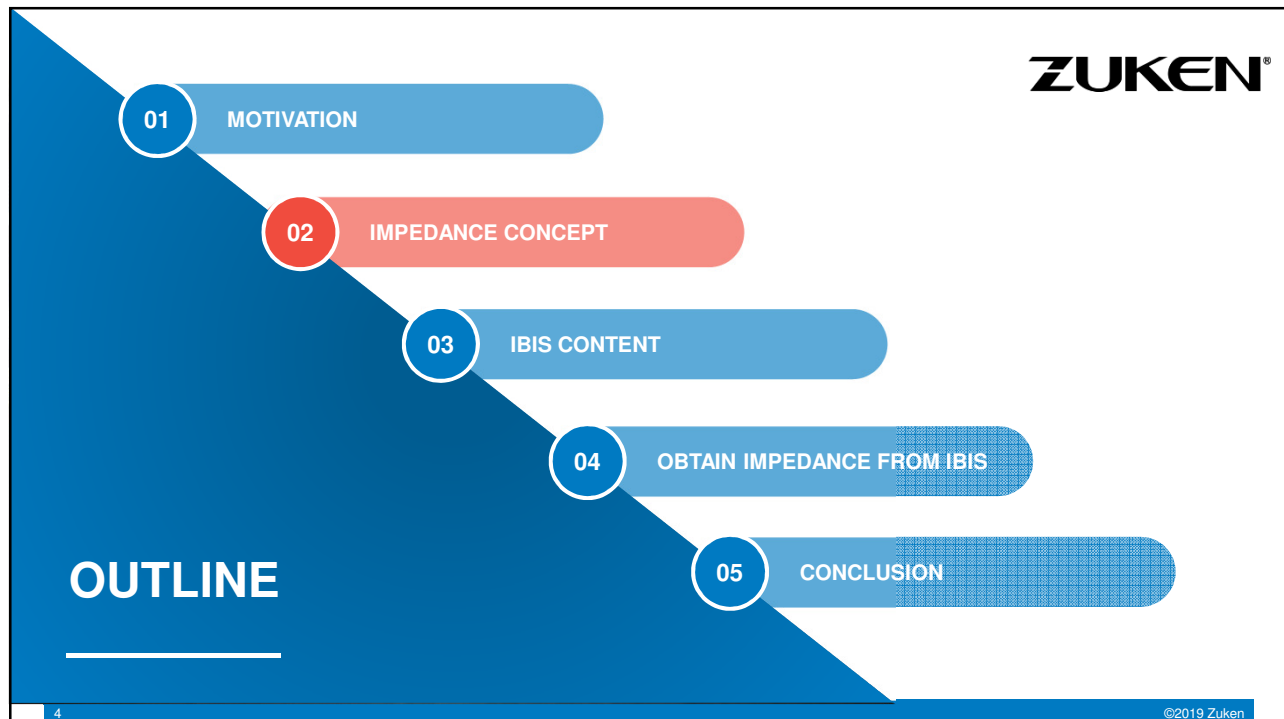 ZUKEN®
01 MOTIVATION
02 IMPEDANCE CONCEPT
03 IBIS CONTENT
04 OBTAIN IMPEDANCE FROM IBIS
05 CONCLUSION
OUTLINE
4 ©2019 Zuken